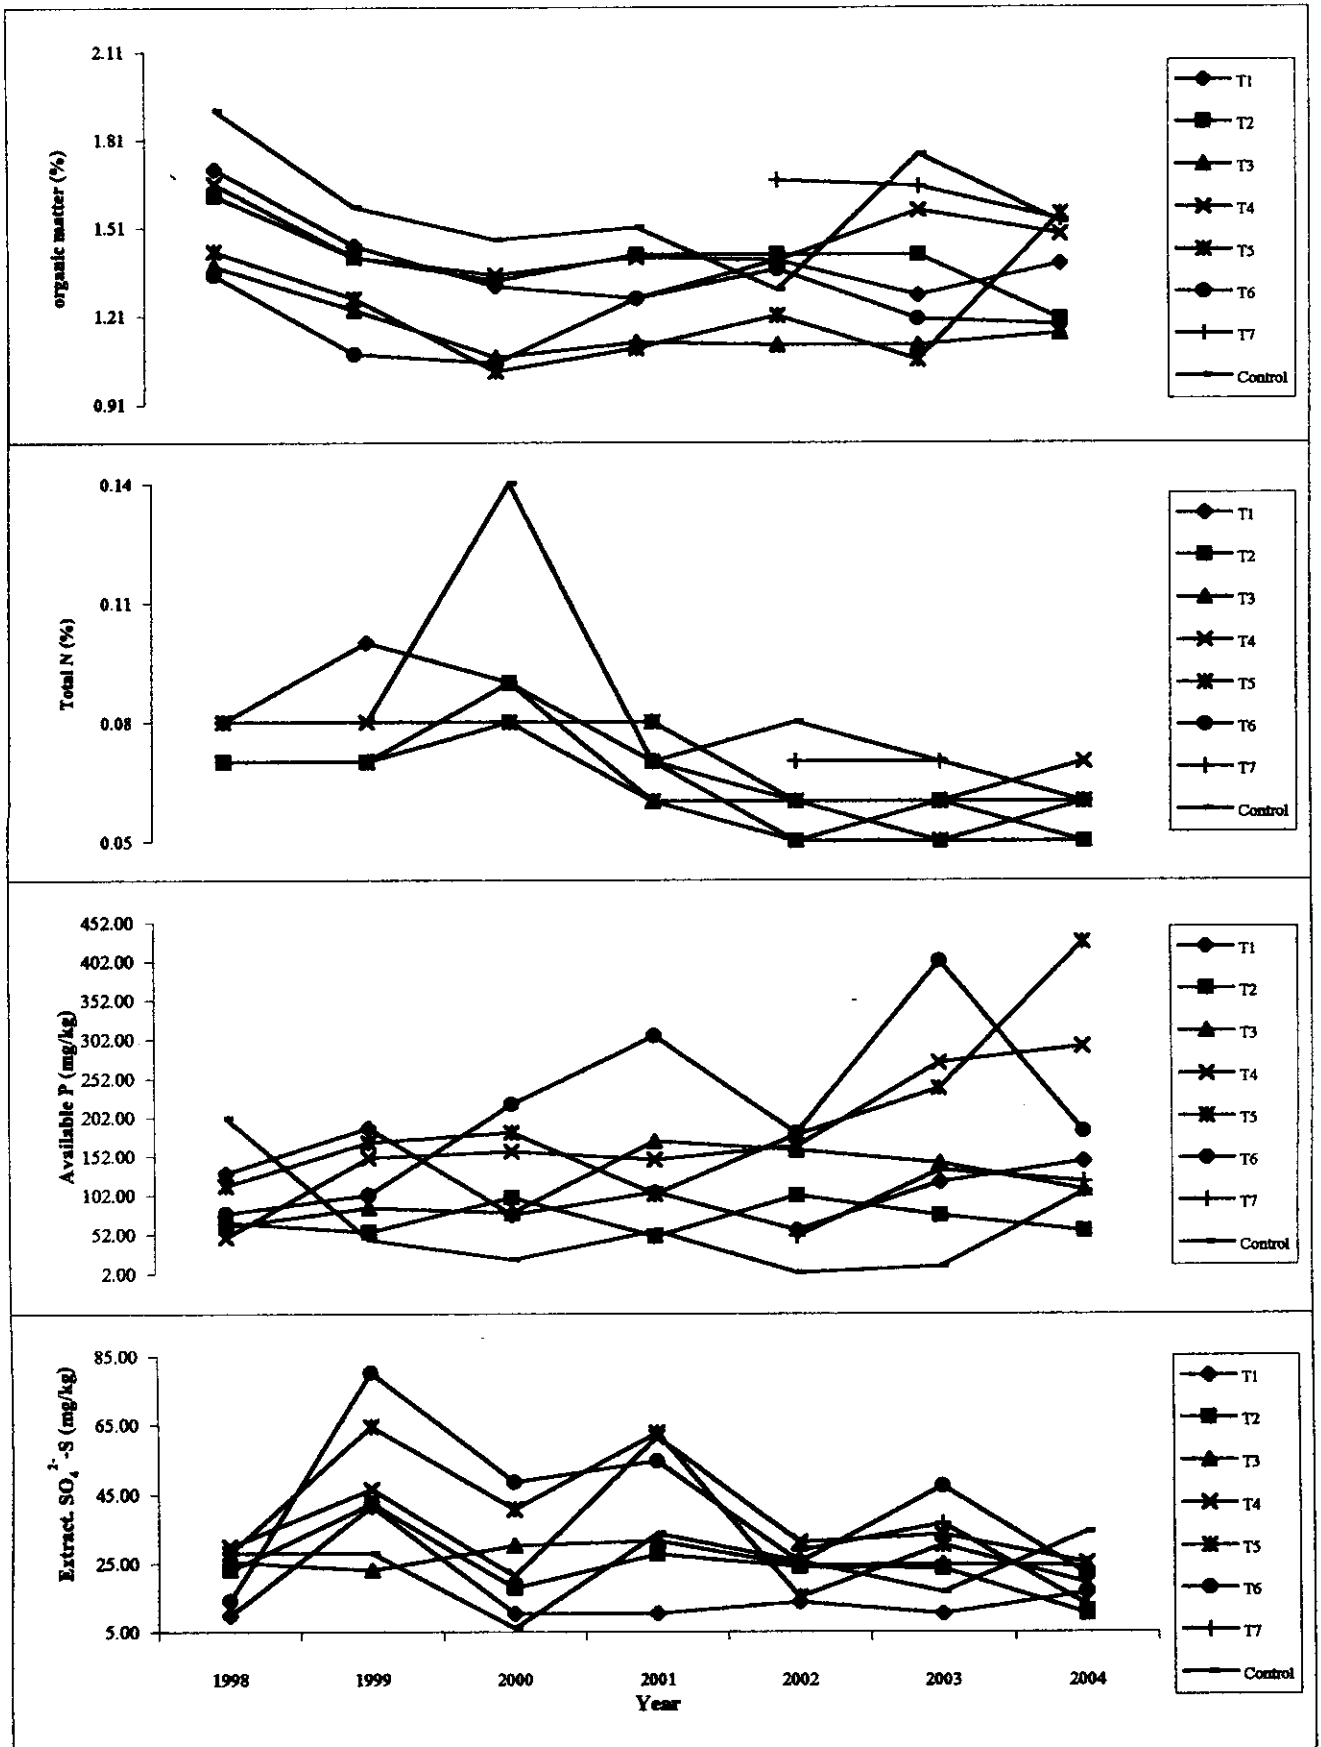 organic matter (%)
2.11
1.81
1.51
1.21
0.91
T1
T2
T3
T4
T5
T6
T7
Control
Total N (%)
0.14
0.11
0.08
0.05
T1
T2
T3
T4
T5
T6
T7
Control
Available P (mg/kg)
452.00
402.00
352.00
302.00
252.00
202.00
152.00
102.00
52.00
2.00
T1
T2
T3
T4
T5
T6
T7
Control
Extract. SO₄²⁻-S (mg/kg)
85.00
65.00
45.00
25.00
5.00
T1
T2
T3
T4
T5
T6
T7
Control
1998 1999 2000 2001 2002 2003 2004
Year